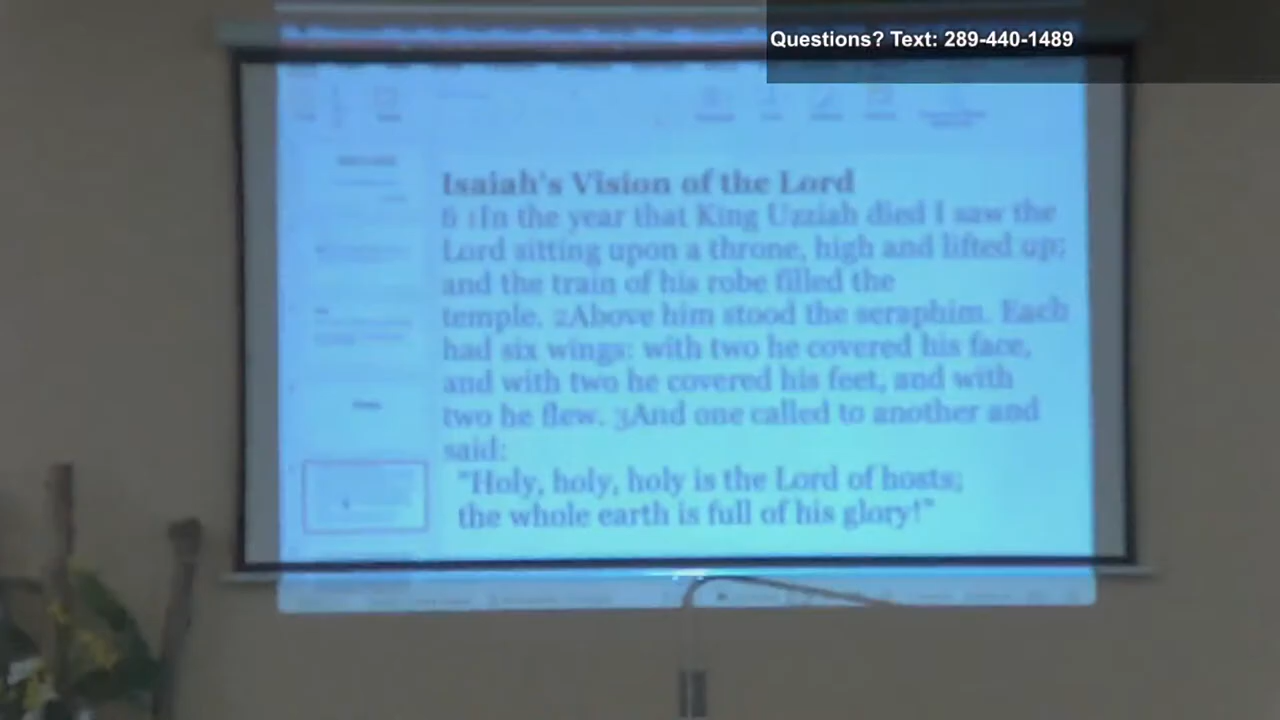 Questions? Text: 289-440-1489
Isaiah's Vision of the Lord
6 1In the year that King Uzziah died I saw the
Lord sitting upon a throne, high and lifted up;
and the train of his robe filled the
temple. 2Above him stood the seraphim. Each
had six wings: with two he covered his face,
and with two he covered his feet, and with
two he flew. 3And one called to another and
said:
"Holy, holy, holy is the Lord of hosts;
the whole earth is full of his glory!"